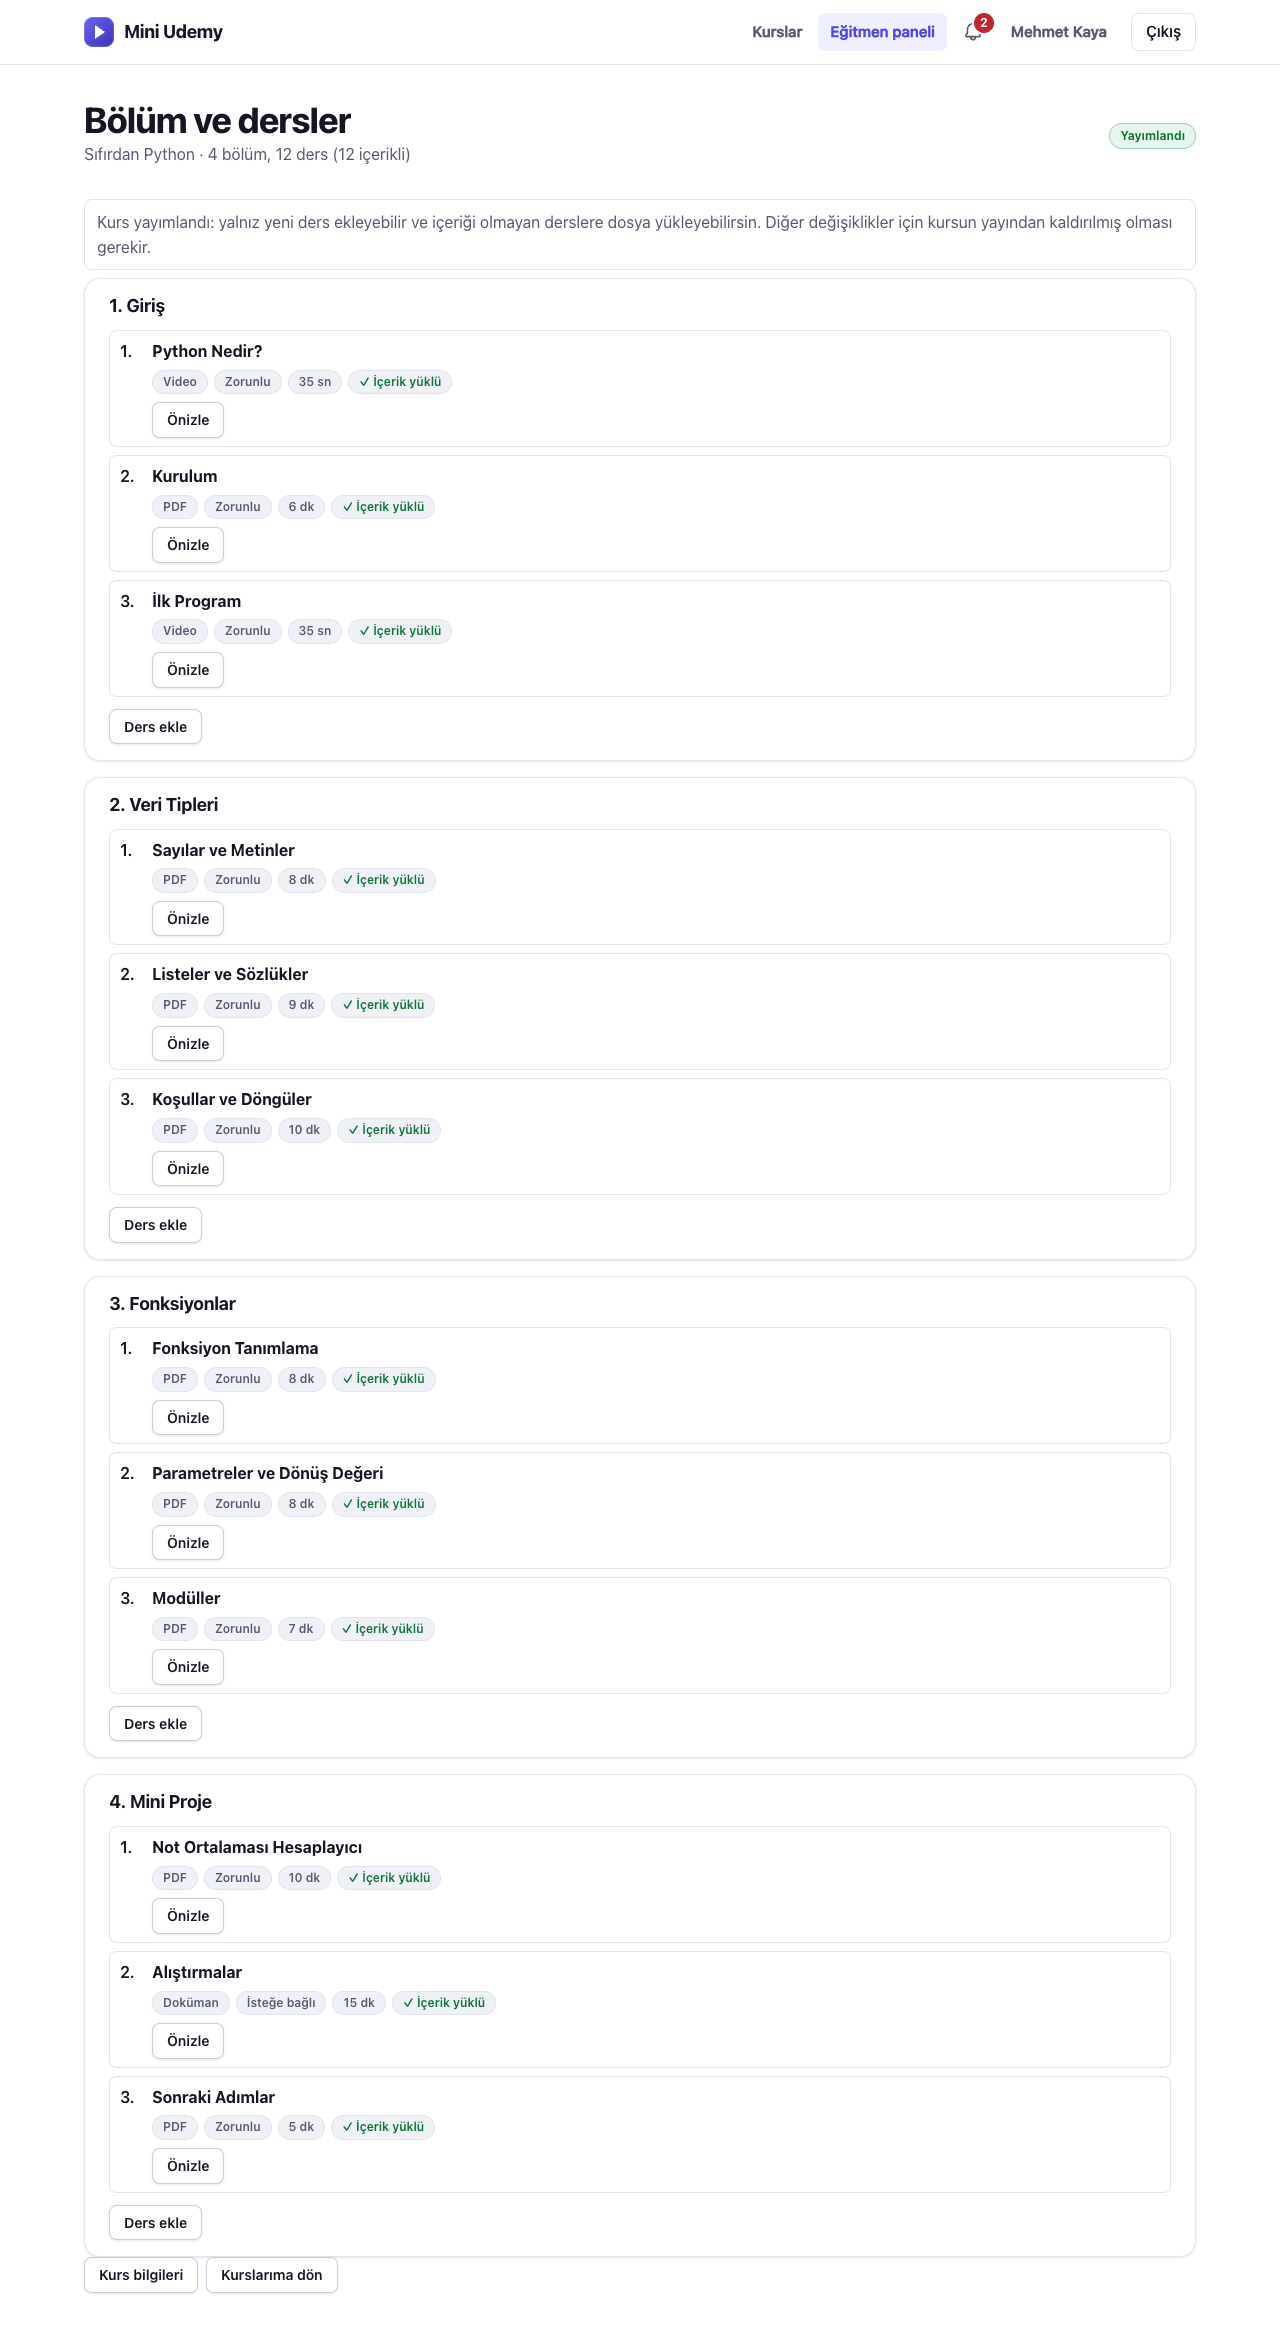 Mini Udemy
Kurslar
Eğitmen paneli
2
Mehmet Kaya
Çıkış
Bölüm ve dersler
Sıfırdan Python · 4 bölüm, 12 ders (12 içerikli)
Yayımlandı
Kurs yayımlandı: yalnız yeni ders ekleyebilir ve içeriği olmayan derslere dosya yükleyebilirsin. Diğer değişiklikler için kursun yayından kaldırılmış olması
gerekir.
1. Giriş
1. Python Nedir?
Video Zorunlu 35 sn ✓ İçerik yüklü
Önizle
2. Kurulum
PDF Zorunlu 6 dk ✓ İçerik yüklü
Önizle
3. İlk Program
Video Zorunlu 35 sn ✓ İçerik yüklü
Önizle
Ders ekle
2. Veri Tipleri
1. Sayılar ve Metinler
PDF Zorunlu 8 dk ✓ İçerik yüklü
Önizle
2. Listeler ve Sözlükler
PDF Zorunlu 9 dk ✓ İçerik yüklü
Önizle
3. Koşullar ve Döngüler
PDF Zorunlu 10 dk ✓ İçerik yüklü
Önizle
Ders ekle
3. Fonksiyonlar
1. Fonksiyon Tanımlama
PDF Zorunlu 8 dk ✓ İçerik yüklü
Önizle
2. Parametreler ve Dönüş Değeri
PDF Zorunlu 8 dk ✓ İçerik yüklü
Önizle
3. Modüller
PDF Zorunlu 7 dk ✓ İçerik yüklü
Önizle
Ders ekle
4. Mini Proje
1. Not Ortalaması Hesaplayıcı
PDF Zorunlu 10 dk ✓ İçerik yüklü
Önizle
2. Alıştırmalar
Doküman İsteğe bağlı 15 dk ✓ İçerik yüklü
Önizle
3. Sonraki Adımlar
PDF Zorunlu 5 dk ✓ İçerik yüklü
Önizle
Ders ekle
Kurs bilgileri
Kurslarıma dön